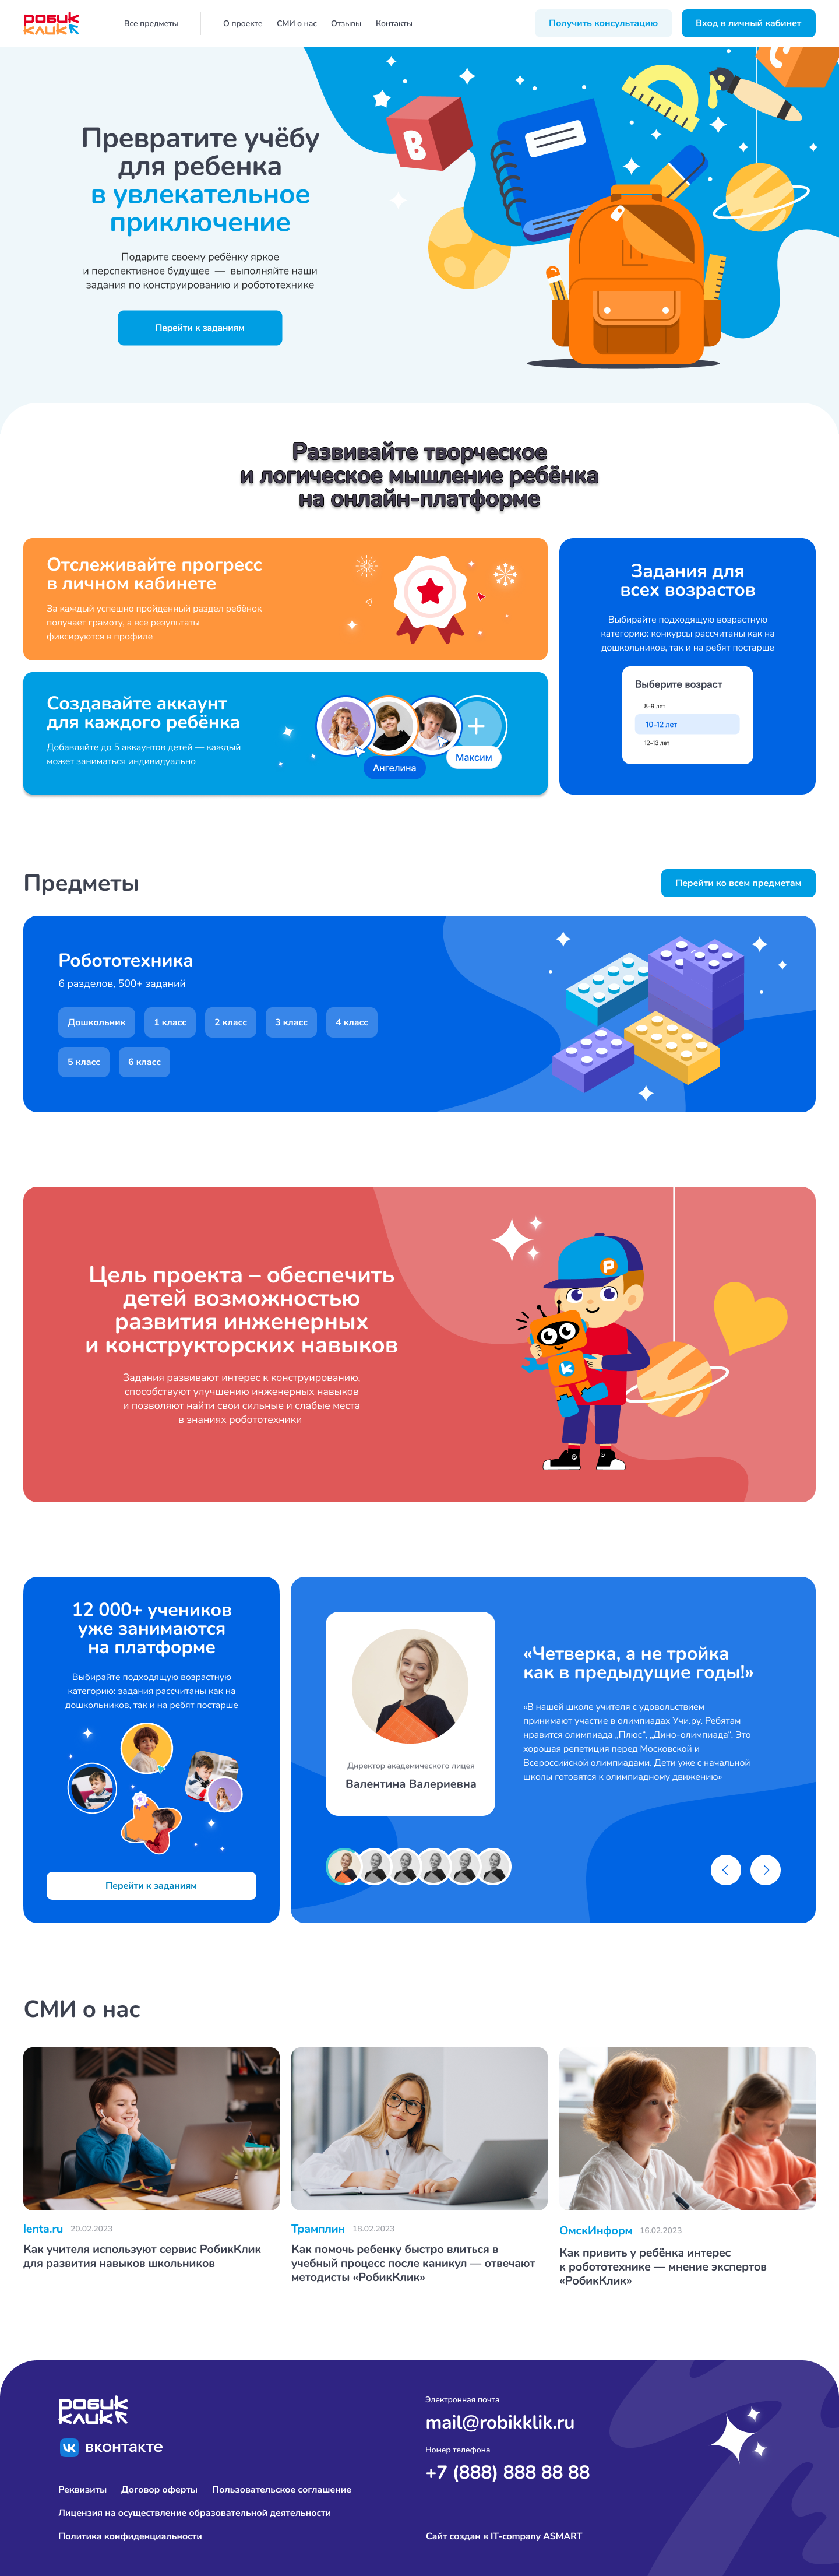 РОБИК
КЛИК
Все предметы
О проекте
СМИ о нас
Отзывы
Контакты
Получить консультацию
Вход в личный кабинет
Превратите учёбу
для ребенка
в увлекательное
приключение
Подарите своему ребёнку яркое
и перспективное будущее — выполняйте наши
задания по конструированию и робототехнике
Перейти к заданиям
B
Развивайте творческое
и логическое мышление ребёнка
на онлайн-платформе
Отслеживайте прогресс
в личном кабинете
За каждый успешно пройденный раздел ребёнок
получает грамоту, а все результаты
фиксируются в профиле
Создавайте аккаунт
для каждого ребёнка
Добавляйте до 5 аккаунтов детей — каждый
может заниматься индивидуально
Ангелина
Максим
Задания для
всех возрастов
Выбирайте подходящую возрастную
категорию: конкурсы рассчитаны как на
дошкольников, так и на ребят постарше
Выберите возраст
8-9 лет
10-12 лет
12-13 лет
Предметы
Перейти ко всем предметам
Робототехника
6 разделов, 500+ заданий
Дошкольник
1 класс
2 класс
3 класс
4 класс
5 класс
6 класс
Цель проекта – обеспечить
детей возможностью
развития инженерных
и конструкторских навыков
Задания развивают интерес к конструированию,
способствуют улучшению инженерных навыков
и позволяют найти свои сильные и слабые места
в знаниях робототехники
Р
К
12 000+ учеников
уже занимаются
на платформе
Выбирайте подходящую возрастную
категорию: задания рассчитаны как на
дошкольников, так и на ребят постарше
Перейти к заданиям
Директор академического лицея
Валентина Валериевна
«Четверка, а не тройка
как в предыдущие годы!»
«В нашей школе учителя с удовольствием
принимают участие в олимпиадах Учи.ру. Ребятам
нравится олимпиада „Плюс“, „Дино-олимпиада“. Это
хорошая репетиция перед Московской и
Всероссийской олимпиадами. Дети уже с начальной
школы готовятся к олимпиадному движению»
СМИ о нас
lenta.ru 20.02.2023
Как учителя используют сервис РобикКлик
для развития навыков школьников
Трамплин 18.02.2023
Как помочь ребенку быстро влиться в
учебный процесс после каникул — отвечают
методисты «РобикКлик»
ОмскИнформ 16.02.2023
Как привить у ребёнка интерес
к робототехнике — мнение экспертов
«РобикКлик»
РОБИК
КЛИК
вконтакте
Электронная почта
mail@robikklik.ru
Номер телефона
+7 (888) 888 88 88
Реквизиты
Договор оферты
Пользовательское соглашение
Лицензия на осуществление образовательной деятельности
Политика конфиденциальности
Сайт создан в IT-company ASMART